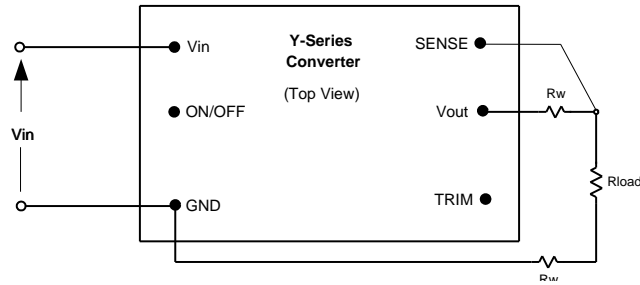 Y-Series
Converter
(Top View)
Vin
SENSE
Rw
ON/OFF
Vout
Vin
Rload
GND
TRIM
Rw